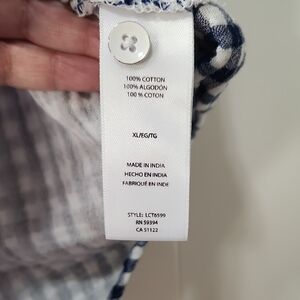 100% COTTON
100% ALGODÓN
100 % COTON
XL/EG/TG
MADE IN INDIA
HECHO EN INDIA
FABRIQUÉ EN INDE
STYLE: LCT6599
RN 59394
CA 51122